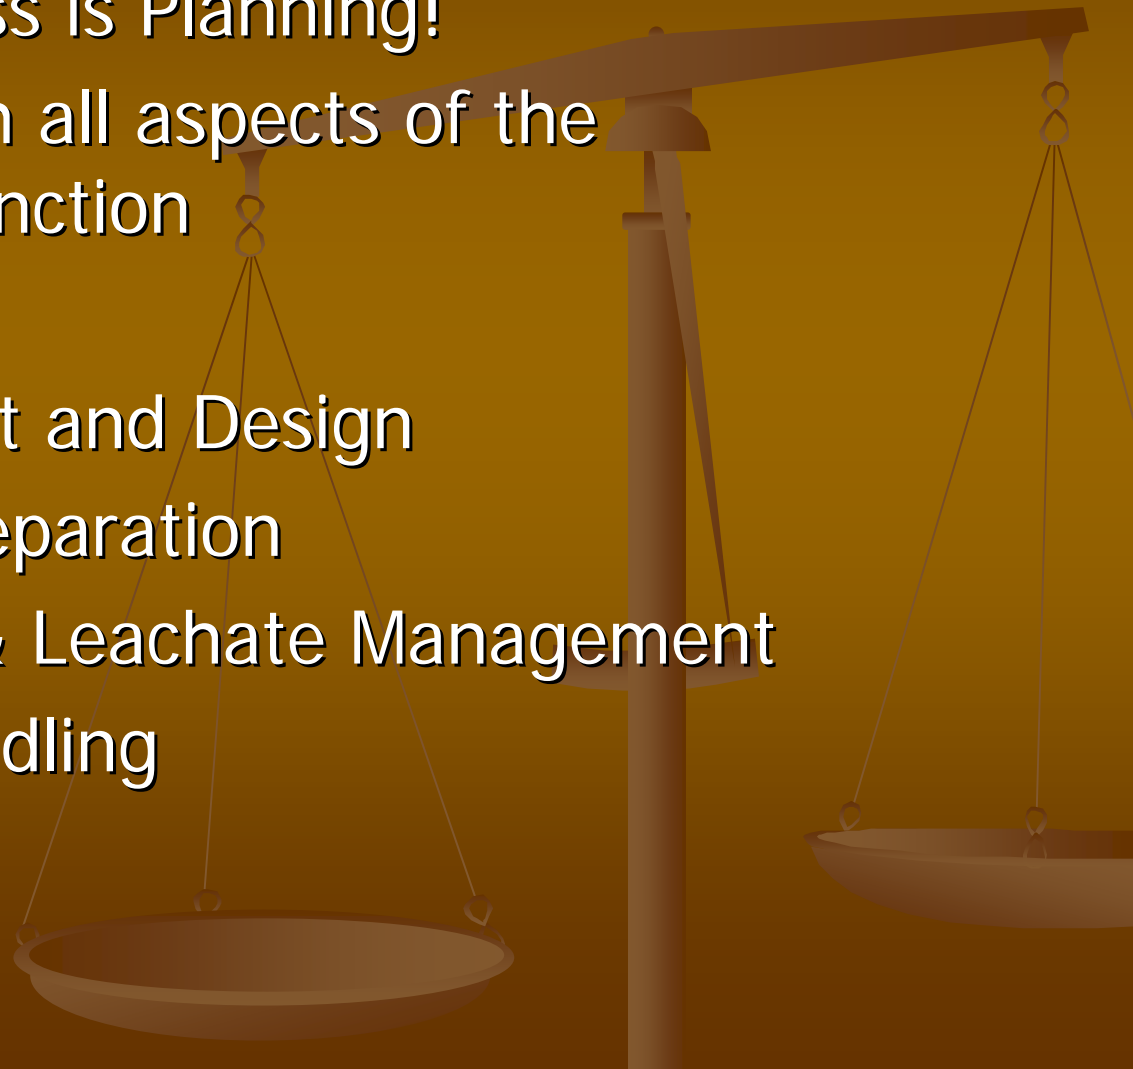 ss is Planning!
n all aspects of the
nction
t and Design
eparation
& Leachate Management
dling